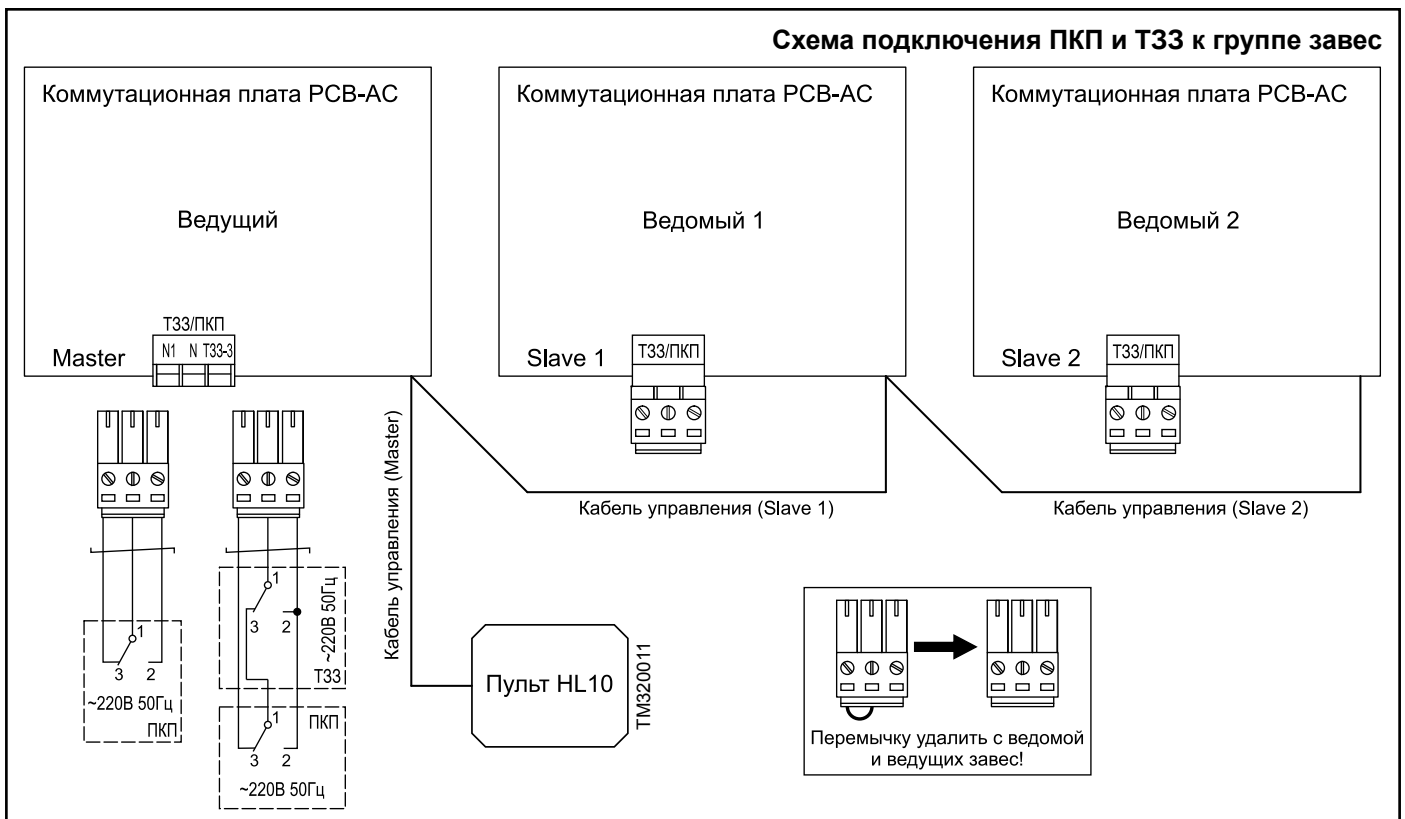 Схема подключения ПКП и ТЗЗ к группе завес
Коммутационная плата PCB-AC
Ведущий
ТЗЗ/ПКП
Master
N1 N ТЗЗ-3
Коммутационная плата PCB-AC
Ведомый 1
Slave 1
ТЗЗ/ПКП
Коммутационная плата PCB-AC
Ведомый 2
Slave 2
ТЗЗ/ПКП
Кабель управления (Master)
Кабель управления (Slave 1)
Кабель управления (Slave 2)
1
3 2
~220В 50Гц
ПКП
1
3 2
~220В 50Гц
ТЗЗ
1
ПКП
3 2
~220В 50Гц
Пульт HL10
TM320011
Перемычку удалить с ведомой
и ведущих завес!